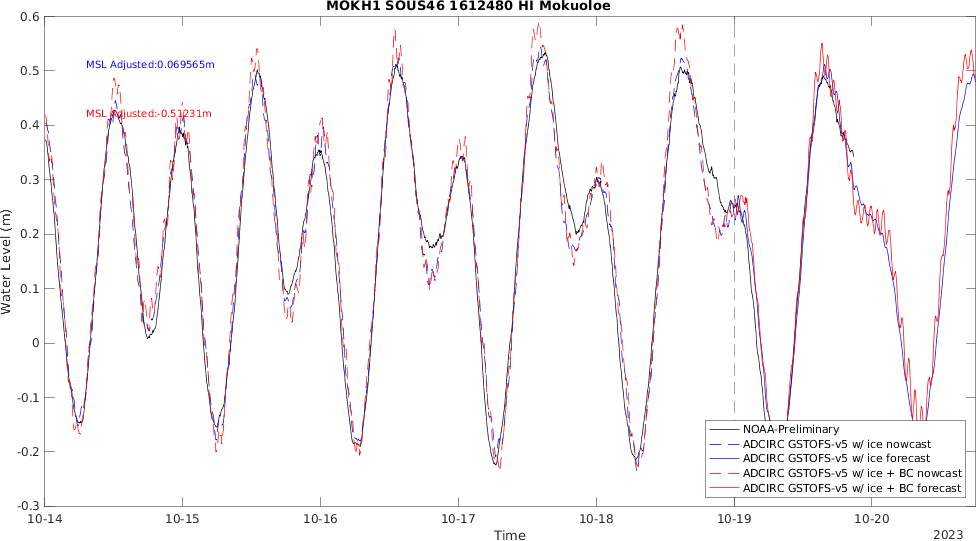 MOKH1 SOUS46 1612480 HI Mokuoloe
0.6
0.5
0.4
0.3
0.2
0.1
0
-0.1
-0.2
-0.3
Water Level (m)
MSL Adjusted:0.069565m
MSL Adjusted:-0.51231m
NOAA-Preliminary
ADCIRC GSTOFS-v5 w/ ice nowcast
ADCIRC GSTOFS-v5 w/ ice forecast
ADCIRC GSTOFS-v5 w/ ice + BC nowcast
ADCIRC GSTOFS-v5 w/ ice + BC forecast
10-14 10-15 10-16 10-17 10-18 10-19 10-20
Time
2023